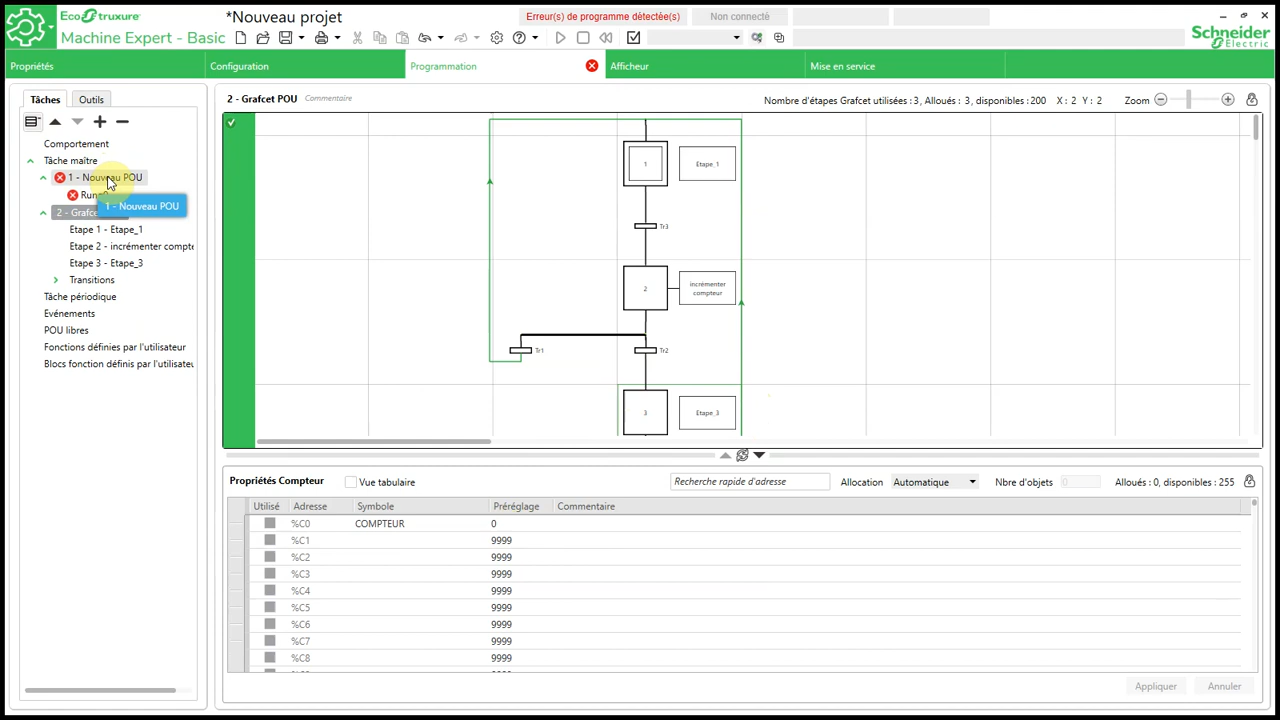 EcoStruxure
Machine Expert - Basic
*Nouveau projet
Erreur(s) de programme détectée(s)
Non connecté
Schneider
Electric
Propriétés
Configuration
Programmation
Afficheur
Mise en service
Tâches
Outils
Comportement
Tâche maître
1 - Nouveau POU
1 - Nouveau POU
2 - Grafce
Etape 1 - Etape_1
Etape 2 - incrémenter compte
Etape 3 - Etape_3
Transitions
Tâche périodique
Evénements
POU libres
Fonctions définies par l'utilisateur
Blocs fonction définis par l'utilisateu
2 - Grafcet POU
Commentaire
Nombre d'étapes Grafcet utilisées : 3, Alloués : 3, disponibles : 200
X : 2 Y : 2
Zoom
1
Etape_1
Tr3
2
incrémenter
compteur
Tr1
Tr2
3
Etape_3
Propriétés Compteur
Vue tabulaire
Recherche rapide d'adresse
Allocation
Automatique
Nbre d'objets
0
Alloués : 0, disponibles : 255
Utilisé Adresse Symbole Préréglage Commentaire
%C0 COMPTEUR 0
%C1 9999
%C2 9999
%C3 9999
%C4 9999
%C5 9999
%C6 9999
%C7 9999
%C8 9999
Appliquer
Annuler